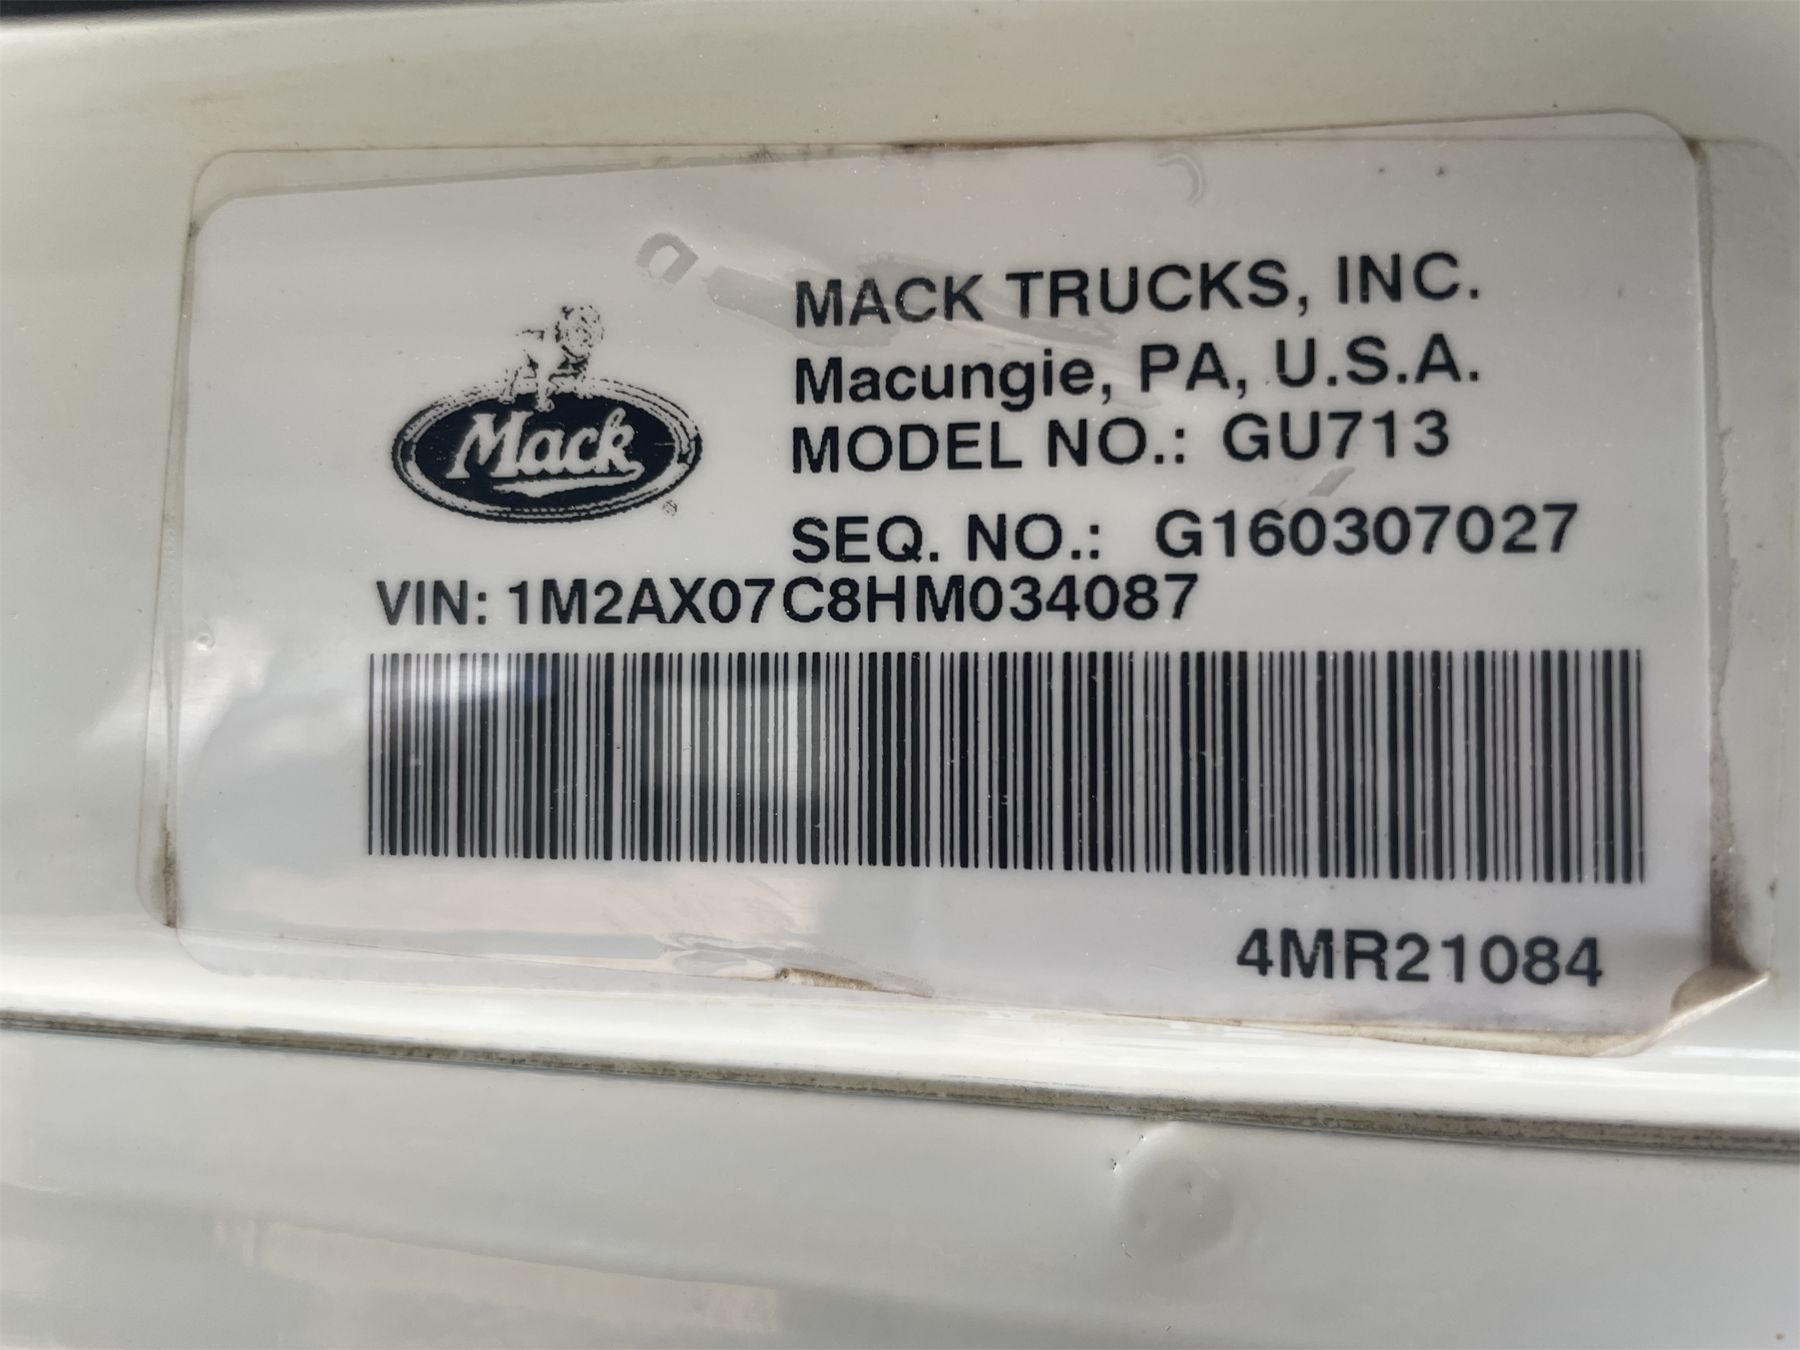 MACK TRUCKS, INC.
Macungie, PA, U.S.A.
MODEL NO.: GU713
Mack
®
SEQ. NO.: G160307027
VIN: 1M2AX07C8HM034087
4MR21084